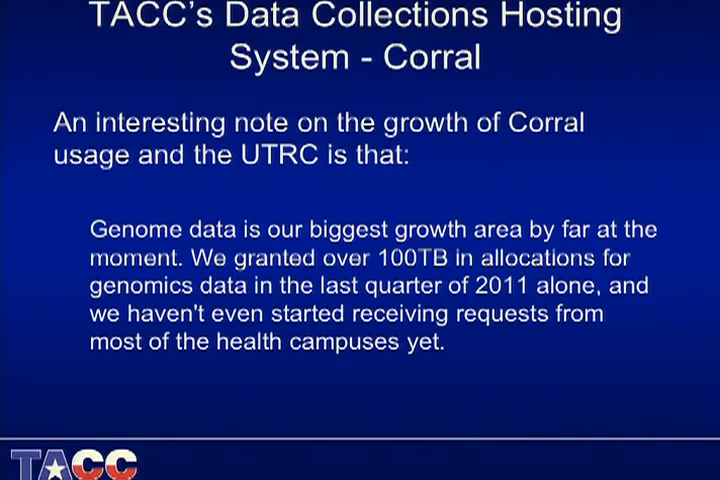 TACC's Data Collections Hosting
System - Corral
An interesting note on the growth of Corral
usage and the UTRC is that:
Genome data is our biggest growth area by far at the
moment. We granted over 100TB in allocations for
genomics data in the last quarter of 2011 alone, and
we haven't even started receiving requests from
most of the health campuses yet.
TACC